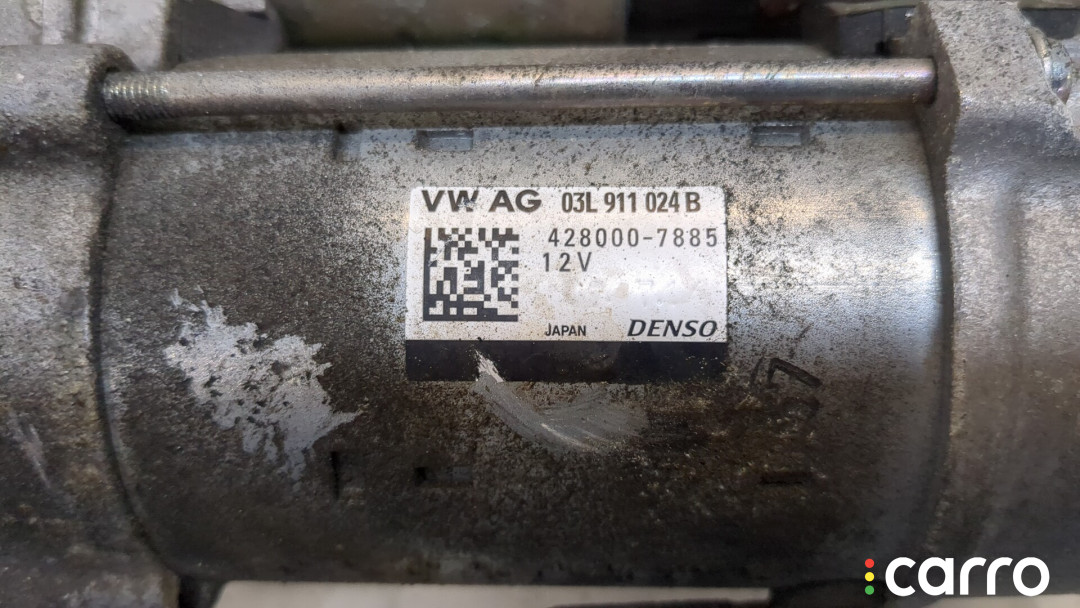 VW AG 03L 911 024 B
428000-7885
12V
JAPAN DENSO
carro